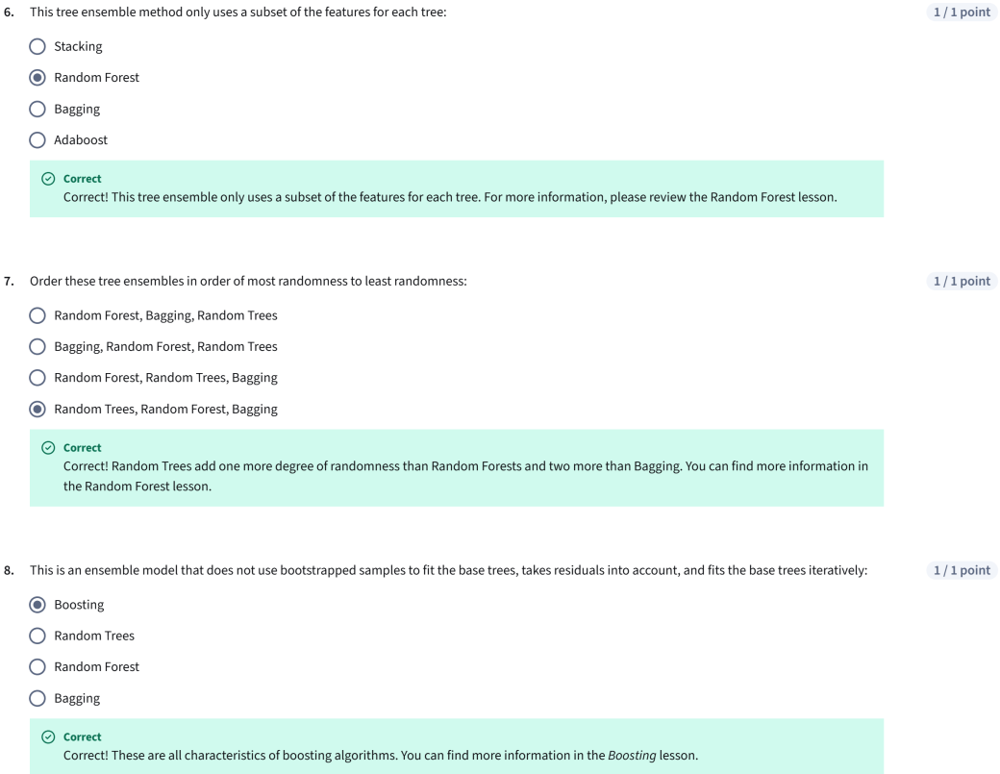 6. This tree ensemble method only uses a subset of the features for each tree: 1 / 1 point
Stacking
Random Forest
Bagging
Adaboost
Correct
Correct! This tree ensemble only uses a subset of the features for each tree. For more information, please review the Random Forest lesson.
7. Order these tree ensembles in order of most randomness to least randomness: 1 / 1 point
Random Forest, Bagging, Random Trees
Bagging, Random Forest, Random Trees
Random Forest, Random Trees, Bagging
Random Trees, Random Forest, Bagging
Correct
Correct! Random Trees add one more degree of randomness than Random Forests and two more than Bagging. You can find more information in
the Random Forest lesson.
8. This is an ensemble model that does not use bootstrapped samples to fit the base trees, takes residuals into account, and fits the base trees iteratively: 1 / 1 point
Boosting
Random Trees
Random Forest
Bagging
Correct
Correct! These are all characteristics of boosting algorithms. You can find more information in the Boosting lesson.